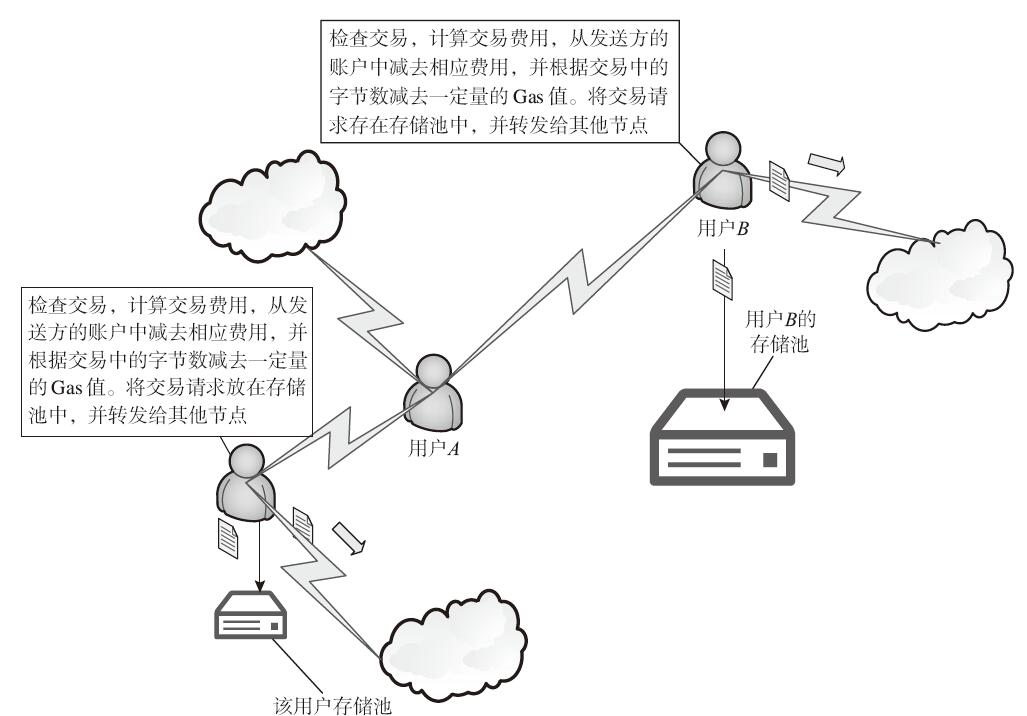 检查交易，计算交易费用，从发送方的
账户中减去相应费用，并根据交易中的
字节数减去一定量的 Gas 值。将交易请
求存在存储池中，并转发给其他节点
用户B
检查交易，计算交易费用，从发
送方的账户中减去相应费用，并
根据交易中的字节数减去一定量
的 Gas 值。将交易请求放在存储
池中，并转发给其他节点
用户B的
存储池
用户A
该用户存储池